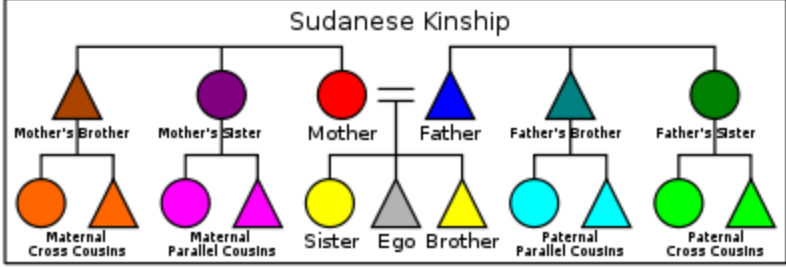 Sudanese Kinship
Mother's Brother
Mother's Sister
Mother
Father
Father's Brother
Father's Sister
Maternal
Cross Cousins
Maternal
Parallel Cousins
Sister
Ego
Brother
Paternal
Parallel Cousins
Paternal
Cross Cousins